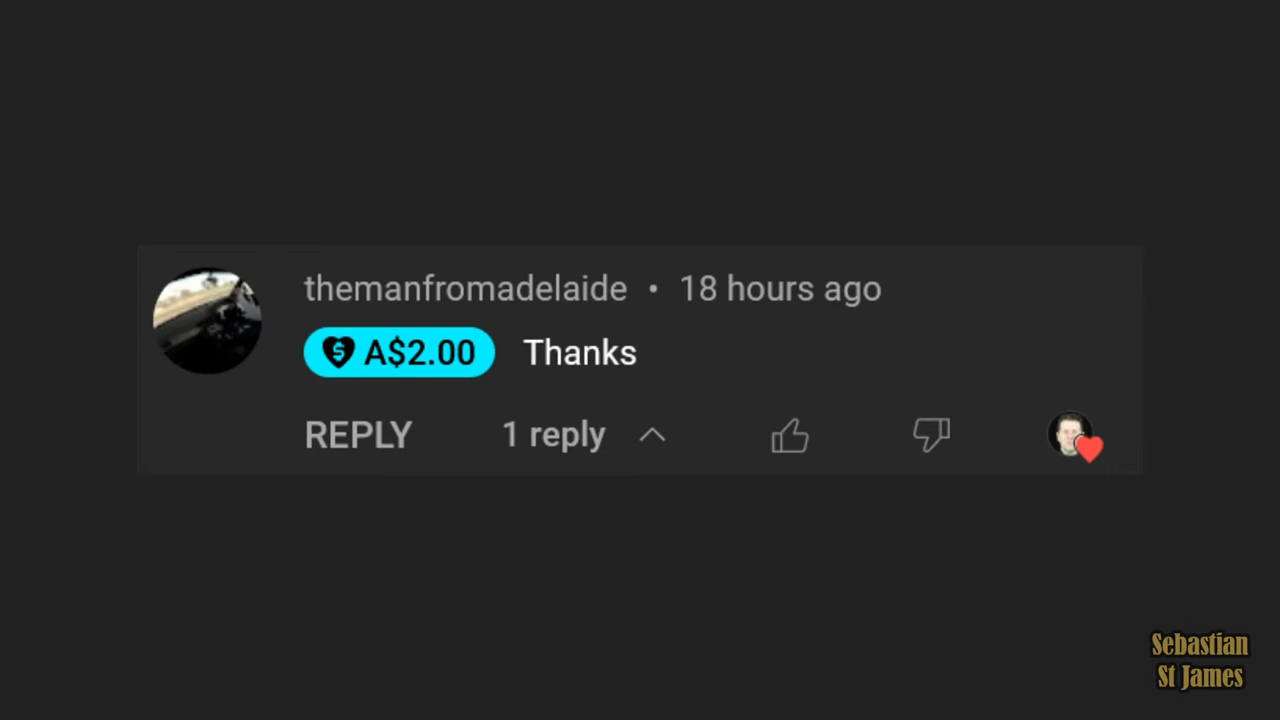 themanfromadelaide • 18 hours ago
A$2.00 Thanks
REPLY 1 reply
Sebastian
St James